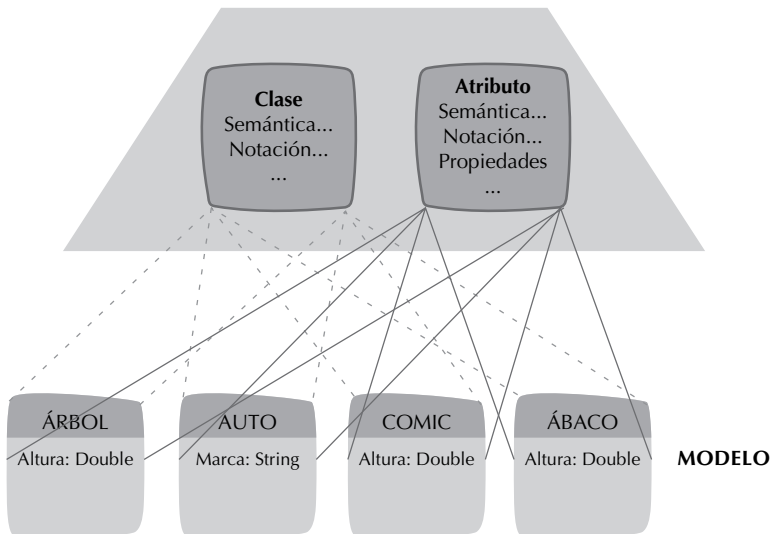 Clase
Semántica...
Notación...
...
Atributo
Semántica...
Notación...
Propiedades
...
ÁRBOL
Altura: Double
AUTO
Marca: String
COMIC
Altura: Double
ÁBACO
Altura: Double
MODELO